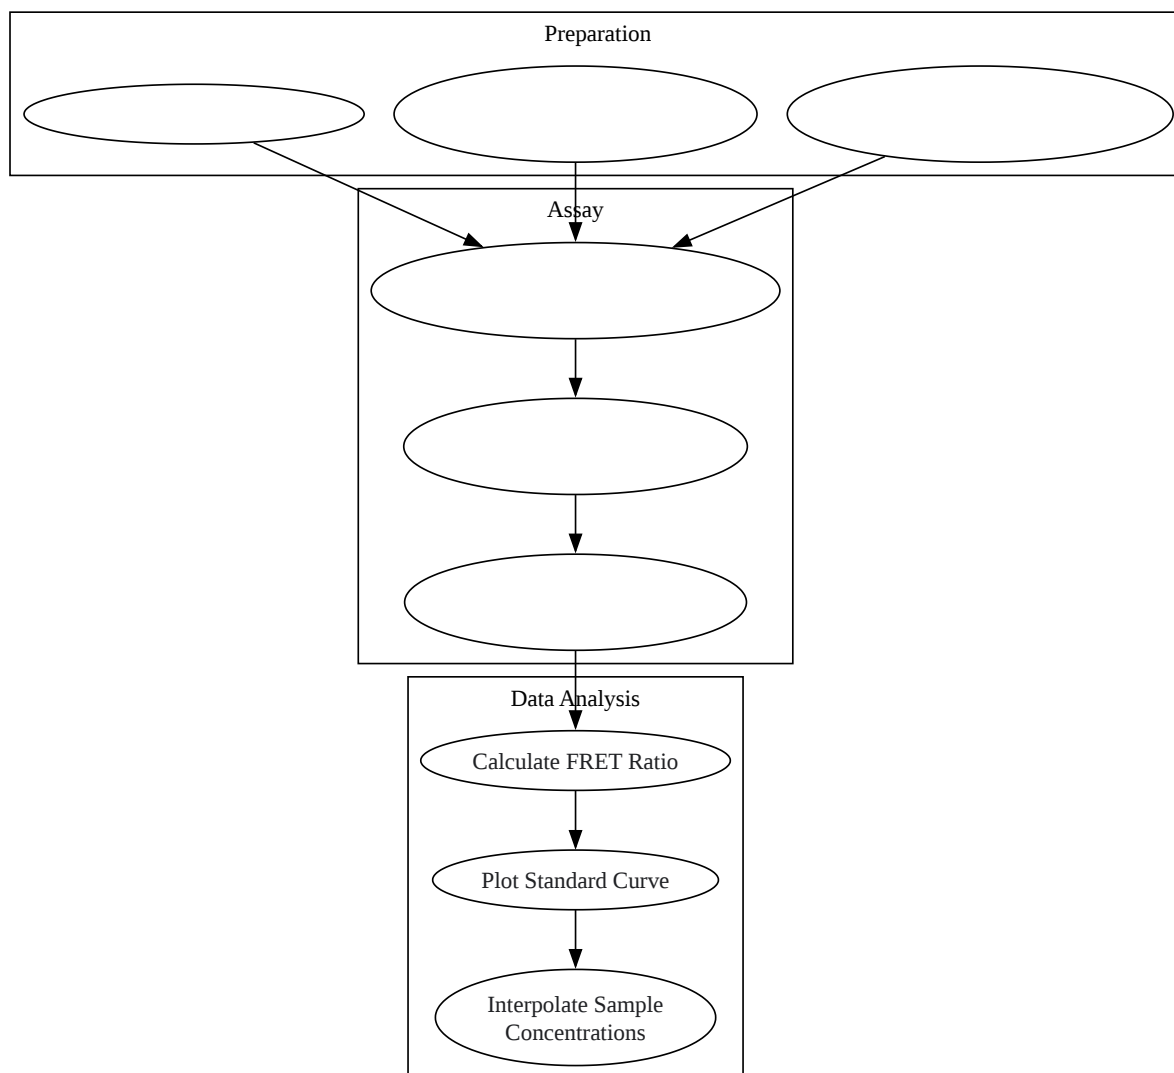 Preparation
Assay
Data Analysis
Calculate FRET Ratio
Plot Standard Curve
Interpolate Sample
Concentrations